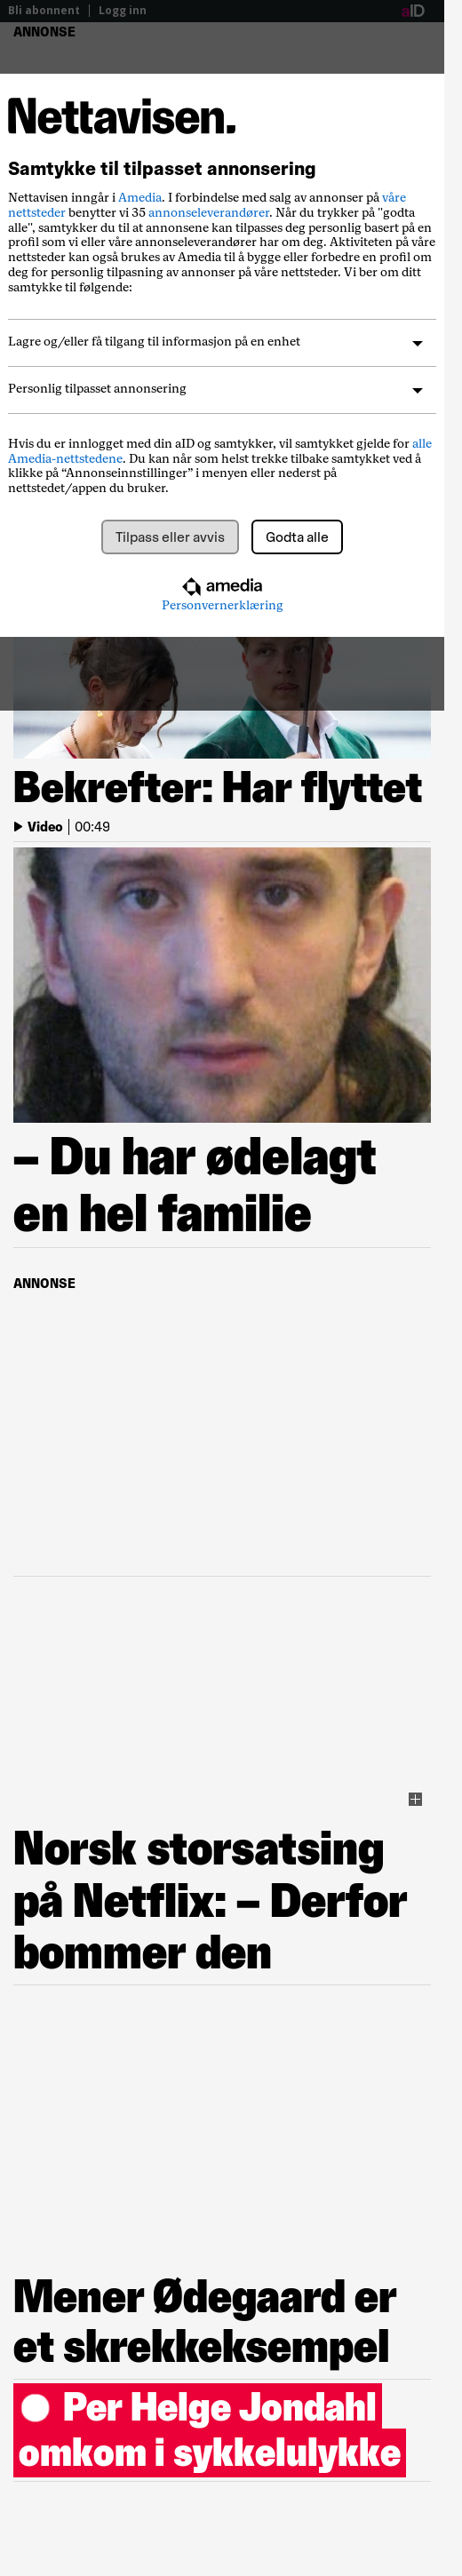 Bli abonnent | Logg inn
aID
ANNONSE
Nettavisen.
Samtykke til tilpasset annonsering
Nettavisen inngår i Amedia. I forbindelse med salg av annonser på våre
nettsteder benytter vi 35 annonseleverandører. Når du trykker på "godta
alle", samtykker du til at annonsene kan tilpasses deg personlig basert på en
profil som vi eller våre annonseleverandører har om deg. Aktiviteten på våre
nettsteder kan også brukes av Amedia til å bygge eller forbedre en profil om
deg for personlig tilpasning av annonser på våre nettsteder. Vi ber om ditt
samtykke til følgende:
Lagre og/eller få tilgang til informasjon på en enhet
Personlig tilpasset annonsering
Hvis du er innlogget med din aID og samtykker, vil samtykket gjelde for alle
Amedia-nettstedene. Du kan når som helst trekke tilbake samtykket ved å
klikke på “Annonseinnstillinger” i menyen eller nederst på
nettstedet/appen du bruker.
Tilpass eller avvis
Godta alle
amedia
Personvernerklæring
Bekrefter: Har flyttet
Video | 00:49
– Du har ødelagt
en hel familie
ANNONSE
Norsk storsatsing
på Netflix: – Derfor
bommer den
Mener Ødegaard er
et skrekkeksempel
Per Helge Jondahl
omkom i sykkelulykke